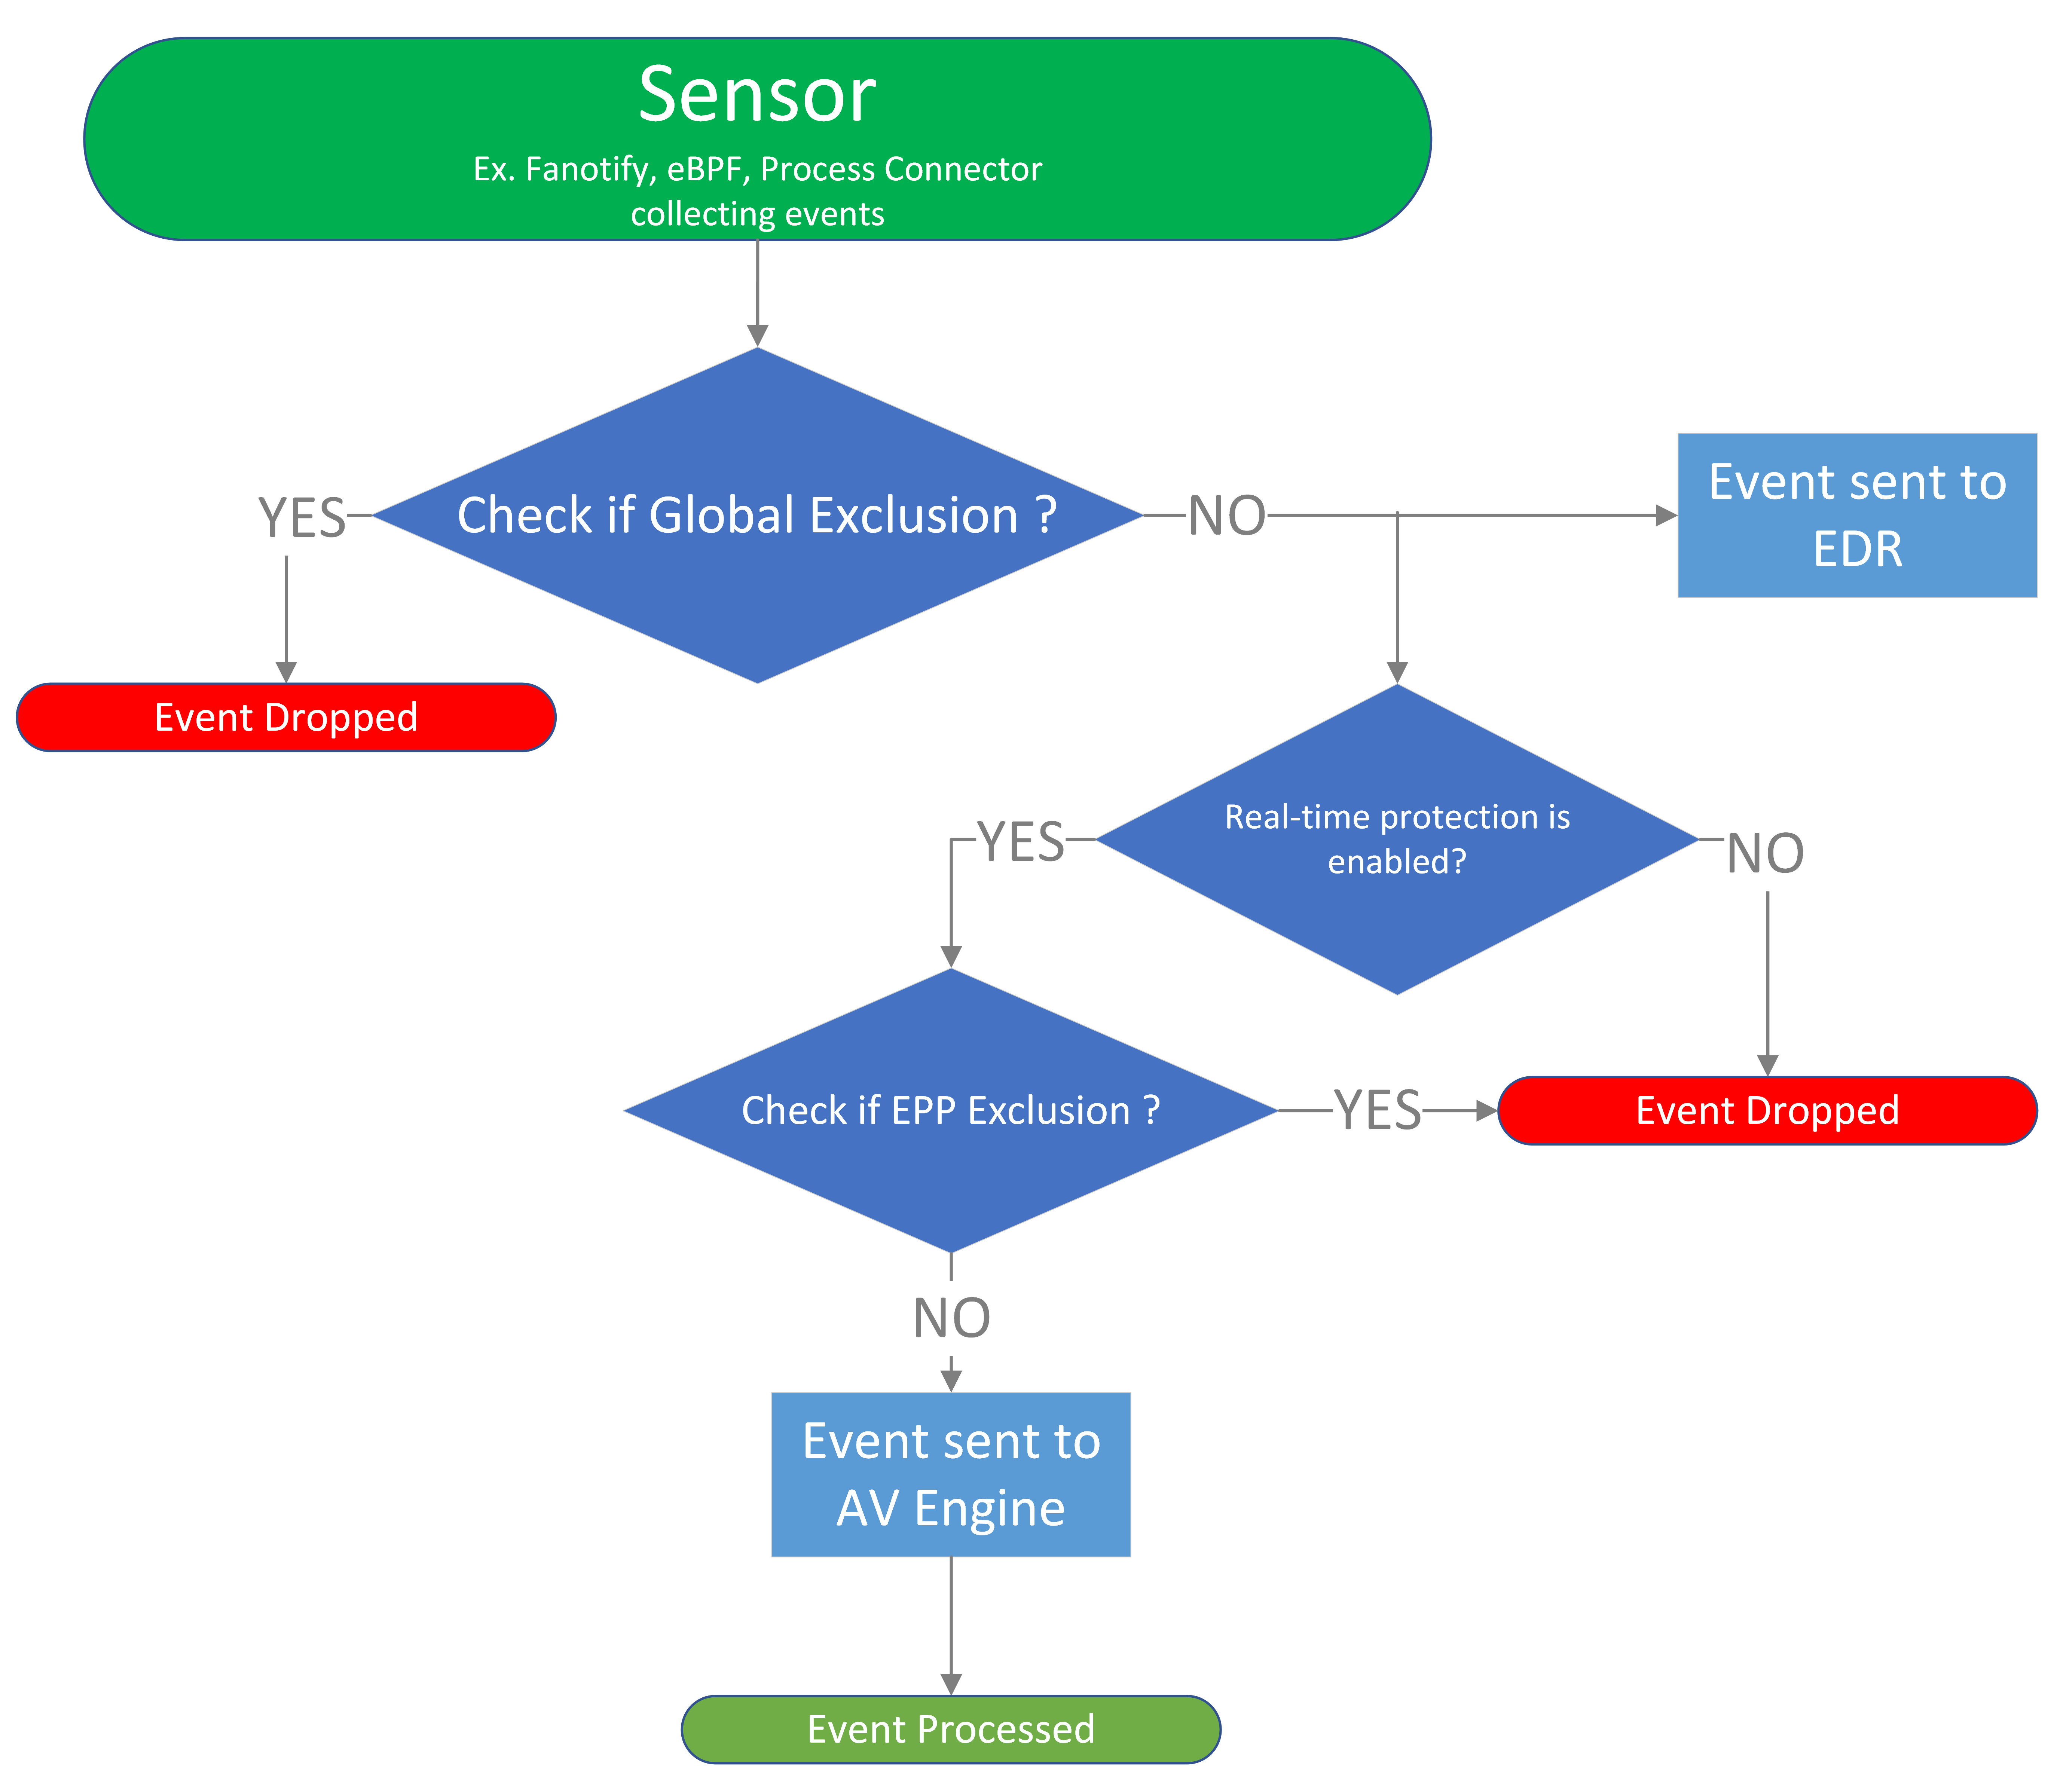 Sensor
Ex. Fanotify, eBPF, Process Connector
collecting events
YES
Check if Global Exclusion ?
NO
Event sent to
EDR
Event Dropped
Real-time protection is
enabled?
YES
NO
Check if EPP Exclusion ?
YES
Event Dropped
NO
Event sent to
AV Engine
Event Processed